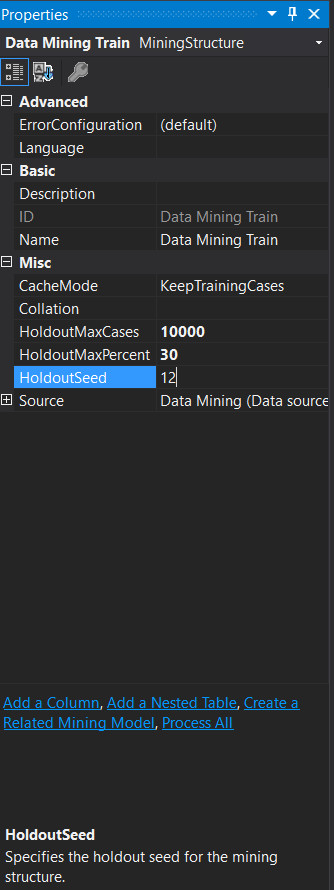 Properties
Data Mining Train MiningStructure
Advanced
ErrorConfiguration (default)
Language
Basic
Description
ID Data Mining Train
Name Data Mining Train
Misc
CacheMode KeepTrainingCases
Collation
HoldoutMaxCases 10000
HoldoutMaxPercent 30
HoldoutSeed 12
Source Data Mining (Data source
Add a Column, Add a Nested Table, Create a
Related Mining Model, Process All
HoldoutSeed
Specifies the holdout seed for the mining
structure.